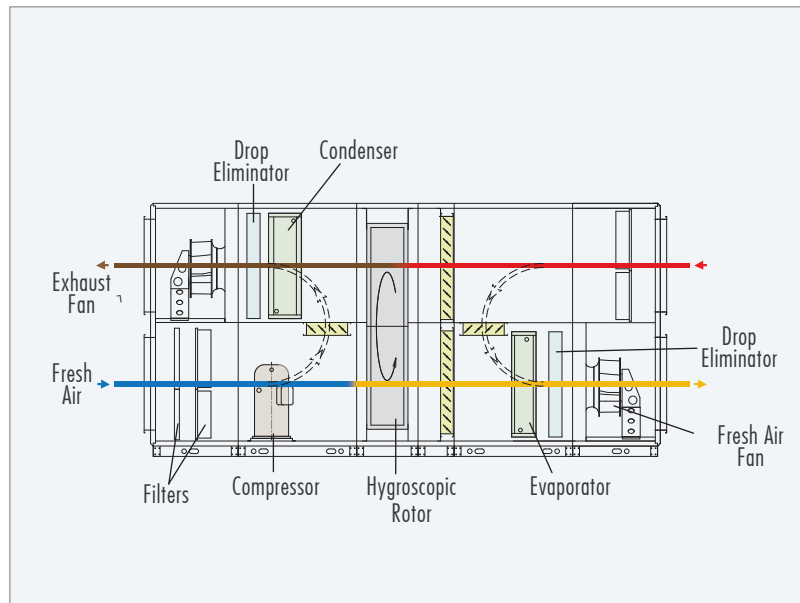 Drop
Eliminator
Condenser
Exhaust
Fan
Fresh
Air
Drop
Eliminator
Fresh Air
Fan
Filters
Compressor
Hygroscopic
Rotor
Evaporator